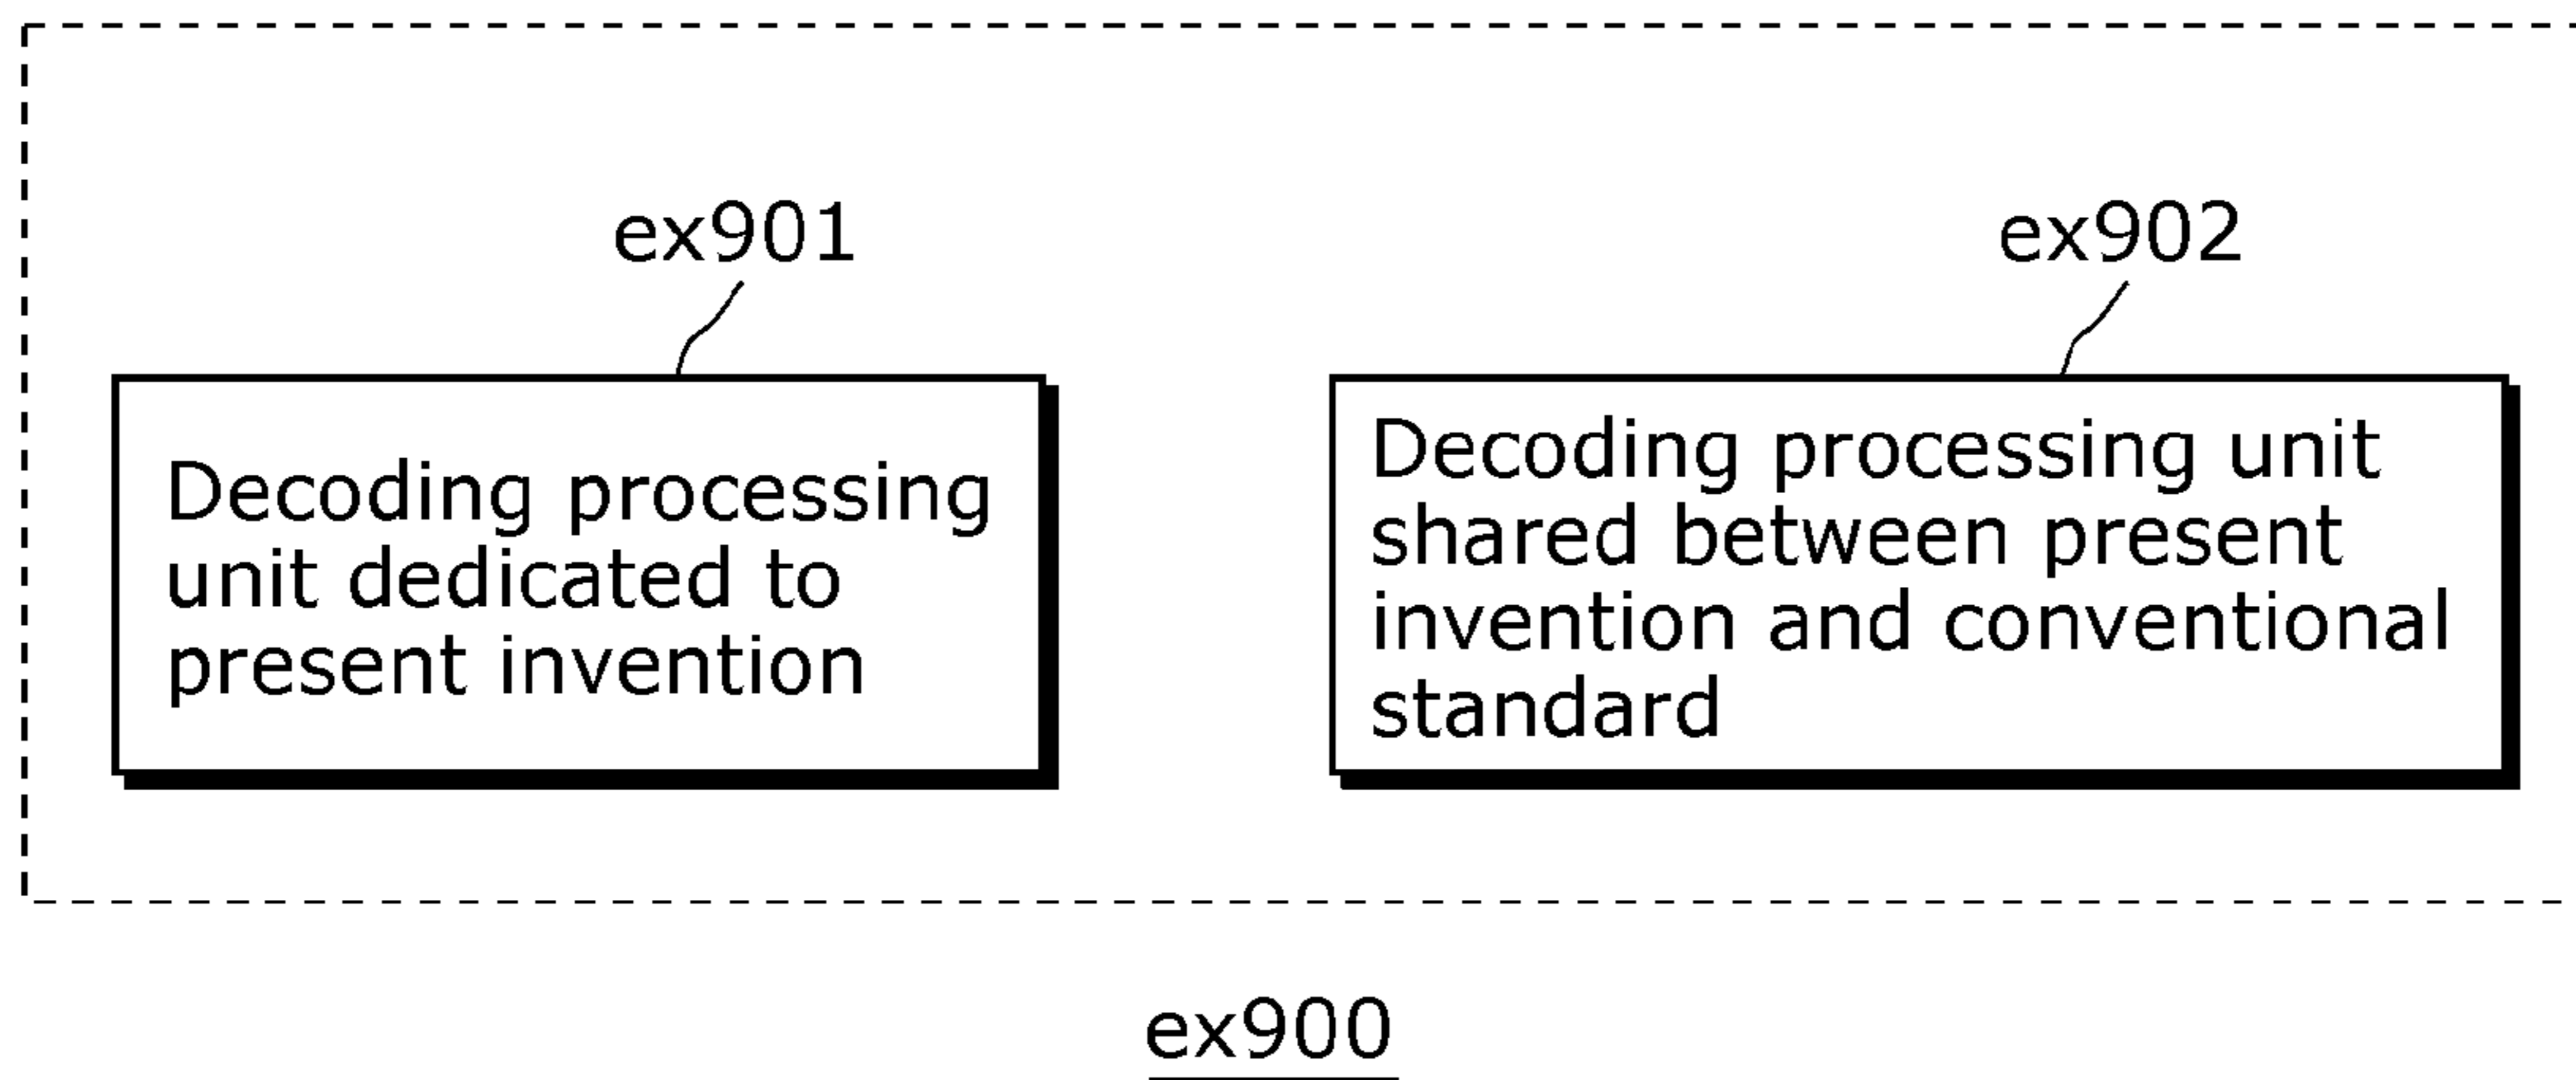 ex901
ex902
Decoding processing
unit dedicated to
present invention
Decoding processing unit
shared between present
invention and conventional
standard
ex900